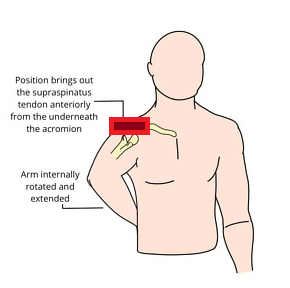 Position brings out
the supraspinatus
tendon anteriorly
from the underneath
the acromion
Arm internally
rotated and
extended